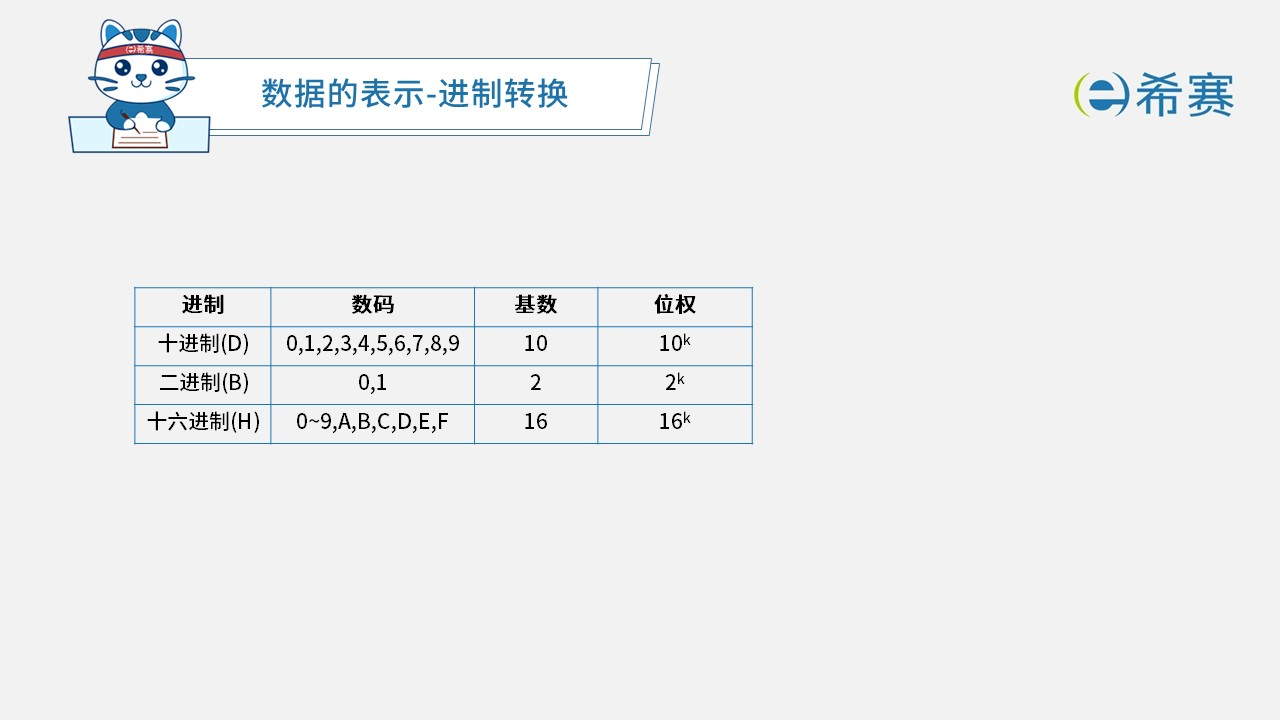 希赛
数据的表示-进制转换
希赛
进制 数码 基数 位权
十进制(D) 0,1,2,3,4,5,6,7,8,9 10 10ᵏ
二进制(B) 0,1 2 2ᵏ
十六进制(H) 0~9,A,B,C,D,E,F 16 16ᵏ